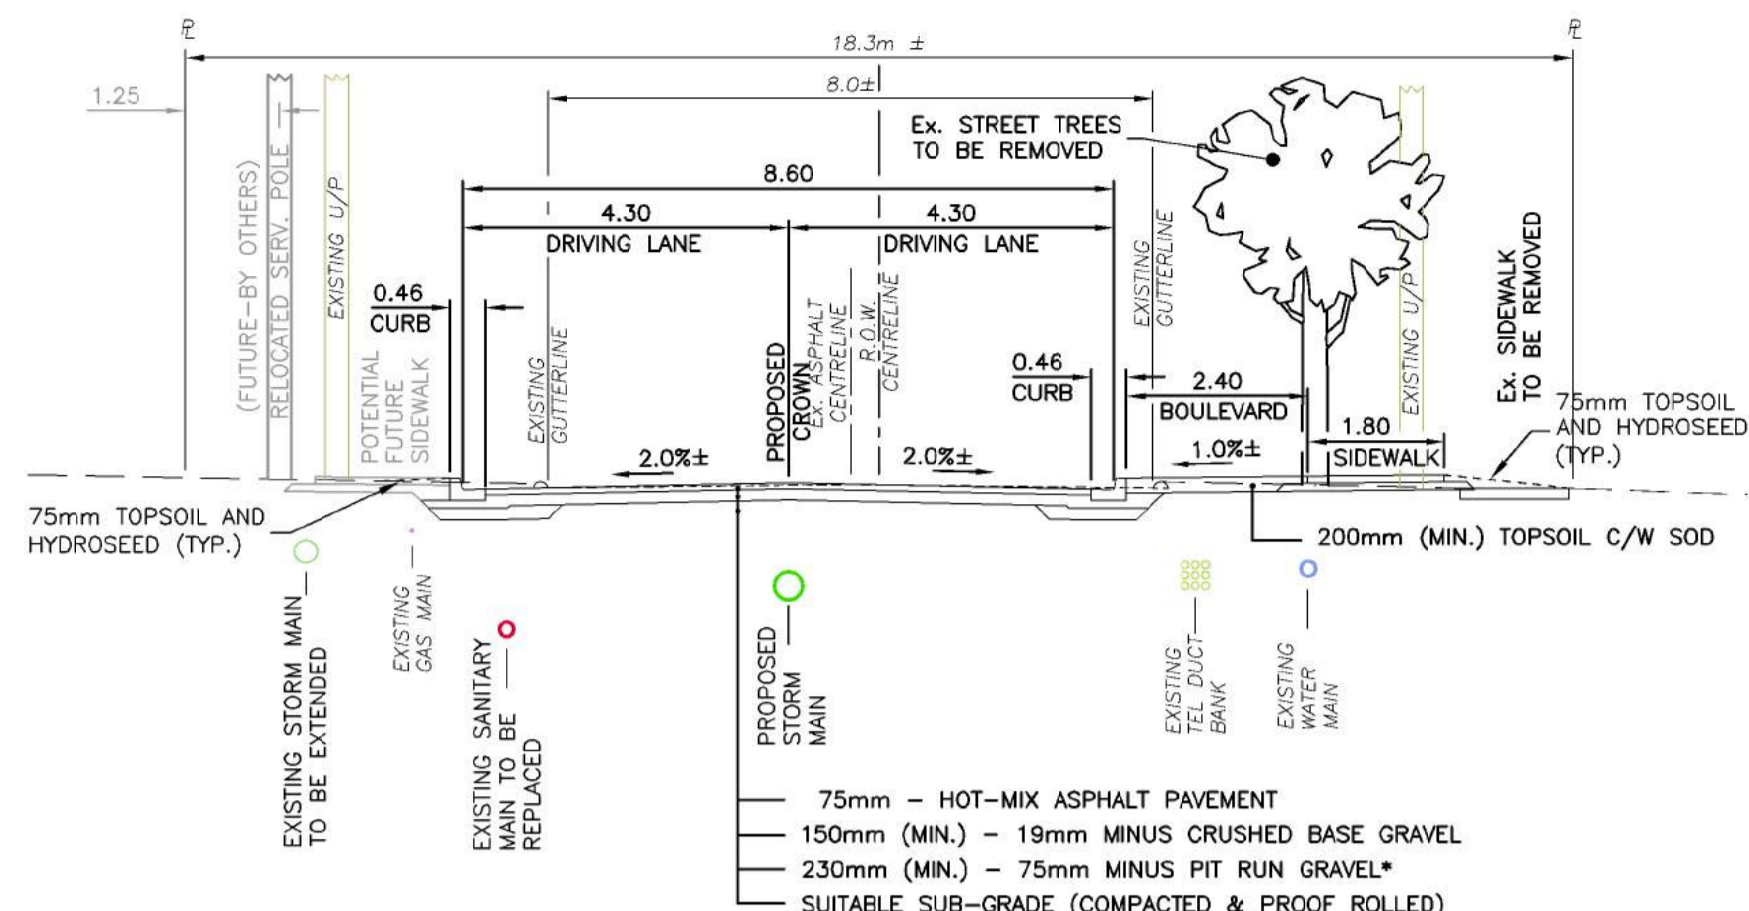 PL
PL
18.3m ±
1.25
8.0±
Ex. STREET TREES
TO BE REMOVED
8.60
4.30
DRIVING LANE
4.30
DRIVING LANE
(FUTURE-BY OTHERS)
RELOCATED SERV. POLE
EXISTING U/P
0.46
CURB
POTENTIAL
FUTURE
SIDEWALK
EXISTING
GUTTERLINE
PROPOSED
CROWN
Ex. ASPHALT
CENTRELINE
R.O.W.
CENTRELINE
EXISTING
GUTTERLINE
0.46
CURB
2.40
BOULEVARD
EXISTING U/P
Ex. SIDEWALK
TO BE REMOVED
1.80
SIDEWALK
75mm TOPSOIL
AND HYDROSEED
(TYP.)
2.0%±
2.0%±
1.0%±
75mm TOPSOIL AND
HYDROSEED (TYP.)
200mm (MIN.) TOPSOIL C/W SOD
EXISTING STORM MAIN
TO BE EXTENDED
EXISTING
GAS MAIN
EXISTING SANITARY
MAIN TO BE
REPLACED
PROPOSED
STORM
MAIN
EXISTING
TEL DUCT
BANK
EXISTING
WATER
MAIN
75mm - HOT-MIX ASPHALT PAVEMENT
150mm (MIN.) - 19mm MINUS CRUSHED BASE GRAVEL
230mm (MIN.) - 75mm MINUS PIT RUN GRAVEL*
SUITABLE SUB-GRADE (COMPACTED & PROOF ROLLED)